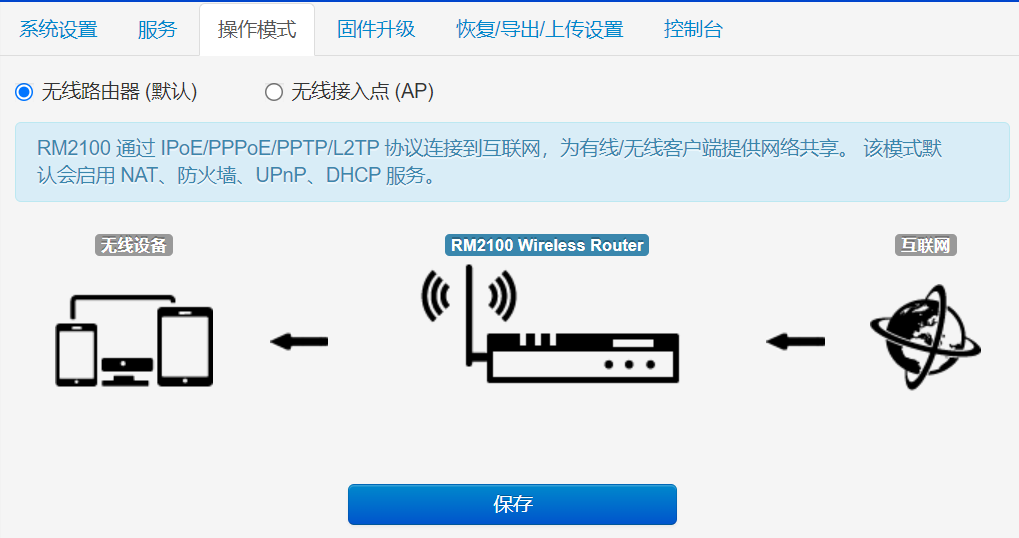 系统设置 服务 操作模式 固件升级 恢复/导出/上传设置 控制台
无线路由器 (默认) 无线接入点 (AP)
RM2100 通过 IPoE/PPPoE/PPTP/L2TP 协议连接到互联网，为有线/无线客户端提供网络共享。 该模式默
认会启用 NAT、防火墙、UPnP、DHCP 服务。
无线设备 RM2100 Wireless Router 互联网
保存